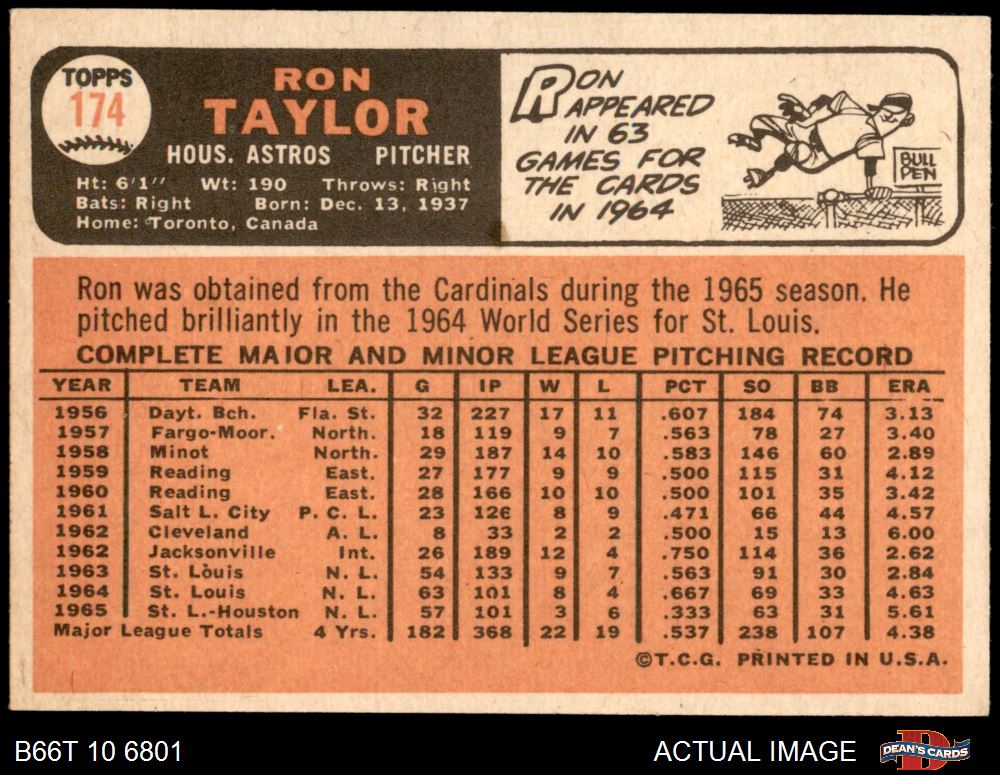 TOPPS
174
RON
TAYLOR
HOUS. ASTROS PITCHER
Ht: 6'1" Wt: 190 Throws: Right
Bats: Right Born: Dec. 13, 1937
Home: Toronto, Canada
RON
APPEARED
IN 63
GAMES FOR
THE CARDS
IN 1964
BULL
PEN
Ron was obtained from the Cardinals during the 1965 season. He
pitched brilliantly in the 1964 World Series for St. Louis.
COMPLETE MAJOR AND MINOR LEAGUE PITCHING RECORD
YEAR TEAM LEA. G IP W L PCT SO BB ERA
1956 Dayt. Bch. Fla. St. 32 227 17 11 .607 184 74 3.13
1957 Fargo-Moor. North. 18 119 9 7 .563 78 27 3.40
1958 Minot North. 29 187 14 10 .583 146 60 2.89
1959 Reading East. 27 177 9 9 .500 115 31 4.12
1960 Reading East. 28 166 10 10 .500 101 35 3.42
1961 Salt L. City P. C. L. 23 126 8 9 .471 66 44 4.57
1962 Cleveland A. L. 8 33 2 2 .500 15 13 6.00
1962 Jacksonville Int. 26 189 12 4 .750 114 36 2.62
1963 St. Louis N. L. 54 133 9 7 .563 91 30 2.84
1964 St. Louis N. L. 63 101 8 4 .667 69 33 4.63
1965 St. L.-Houston N. L. 57 101 3 6 .333 63 31 5.61
Major League Totals 4 Yrs. 182 368 22 19 .537 238 107 4.38
©T.C.G. PRINTED IN U.S.A.
B66T 10 6801
ACTUAL IMAGE
DEAN'S CARDS